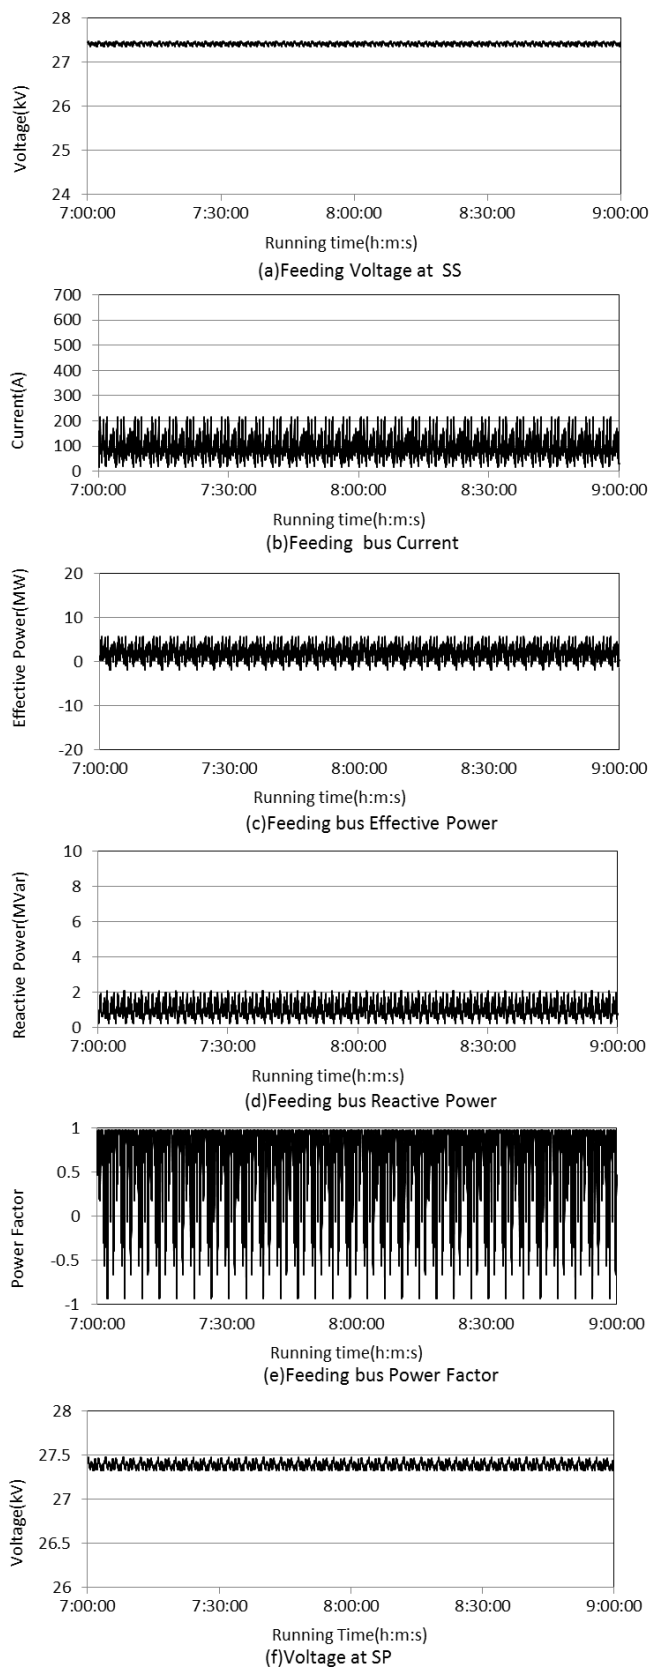 28
27
26
25
24
Voltage(kV)
7:00:00 7:30:00 8:00:00 8:30:00 9:00:00
Running time(h:m:s)
(a)Feeding Voltage at SS
700
600
500
400
300
200
100
0
Current(A)
7:00:00 7:30:00 8:00:00 8:30:00 9:00:00
Running time(h:m:s)
(b)Feeding bus Current
20
10
0
-10
-20
Effective Power(MW)
7:00:00 7:30:00 8:00:00 8:30:00 9:00:00
Running time(h:m:s)
(c)Feeding bus Effective Power
10
8
6
4
2
0
Reactive Power(MVar)
7:00:00 7:30:00 8:00:00 8:30:00 9:00:00
Running time(h:m:s)
(d)Feeding bus Reactive Power
1
0.5
0
-0.5
-1
Power Factor
7:00:00 7:30:00 8:00:00 8:30:00 9:00:00
Running time(h:m:s)
(e)Feeding bus Power Factor
28
27.5
27
26.5
26
Voltage(kV)
7:00:00 7:30:00 8:00:00 8:30:00 9:00:00
Running Time(h:m:s)
(f)Voltage at SP